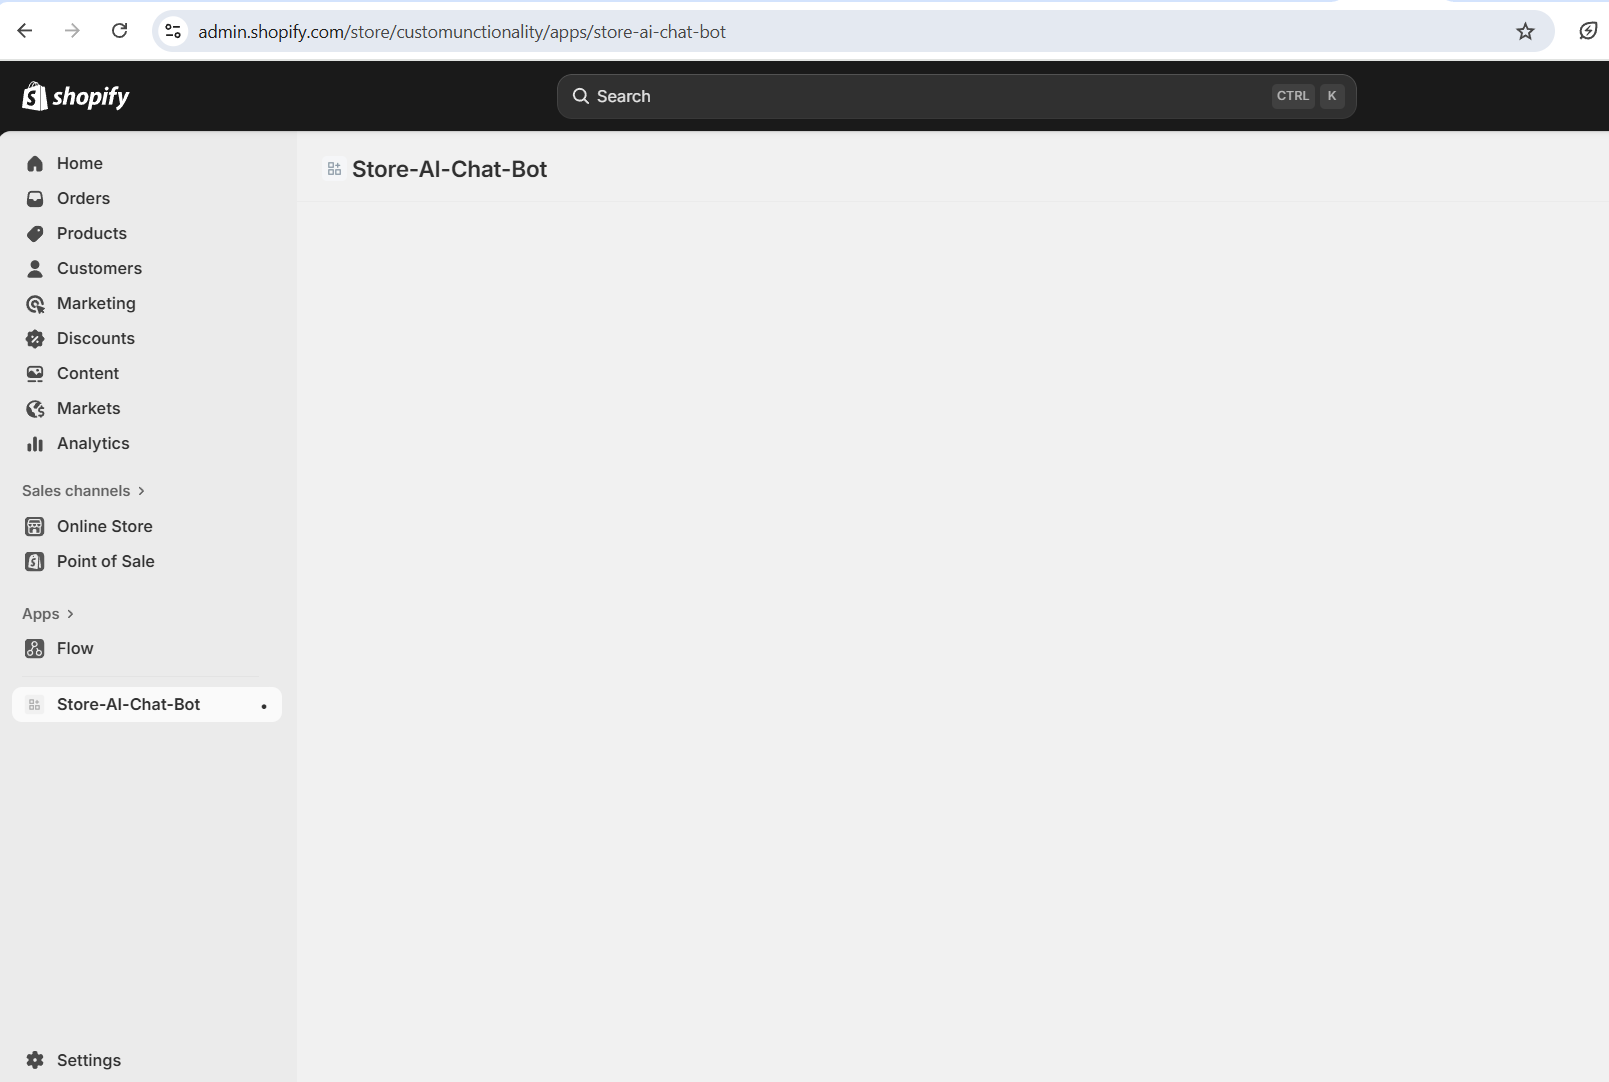 admin.shopify.com/store/customunctionality/apps/store-ai-chat-bot
shopify
Search
CTRL K
Home
Orders
Products
Customers
Marketing
Discounts
Content
Markets
Analytics
Sales channels
Online Store
Point of Sale
Apps
Flow
Store-AI-Chat-Bot
Settings
Store-AI-Chat-Bot